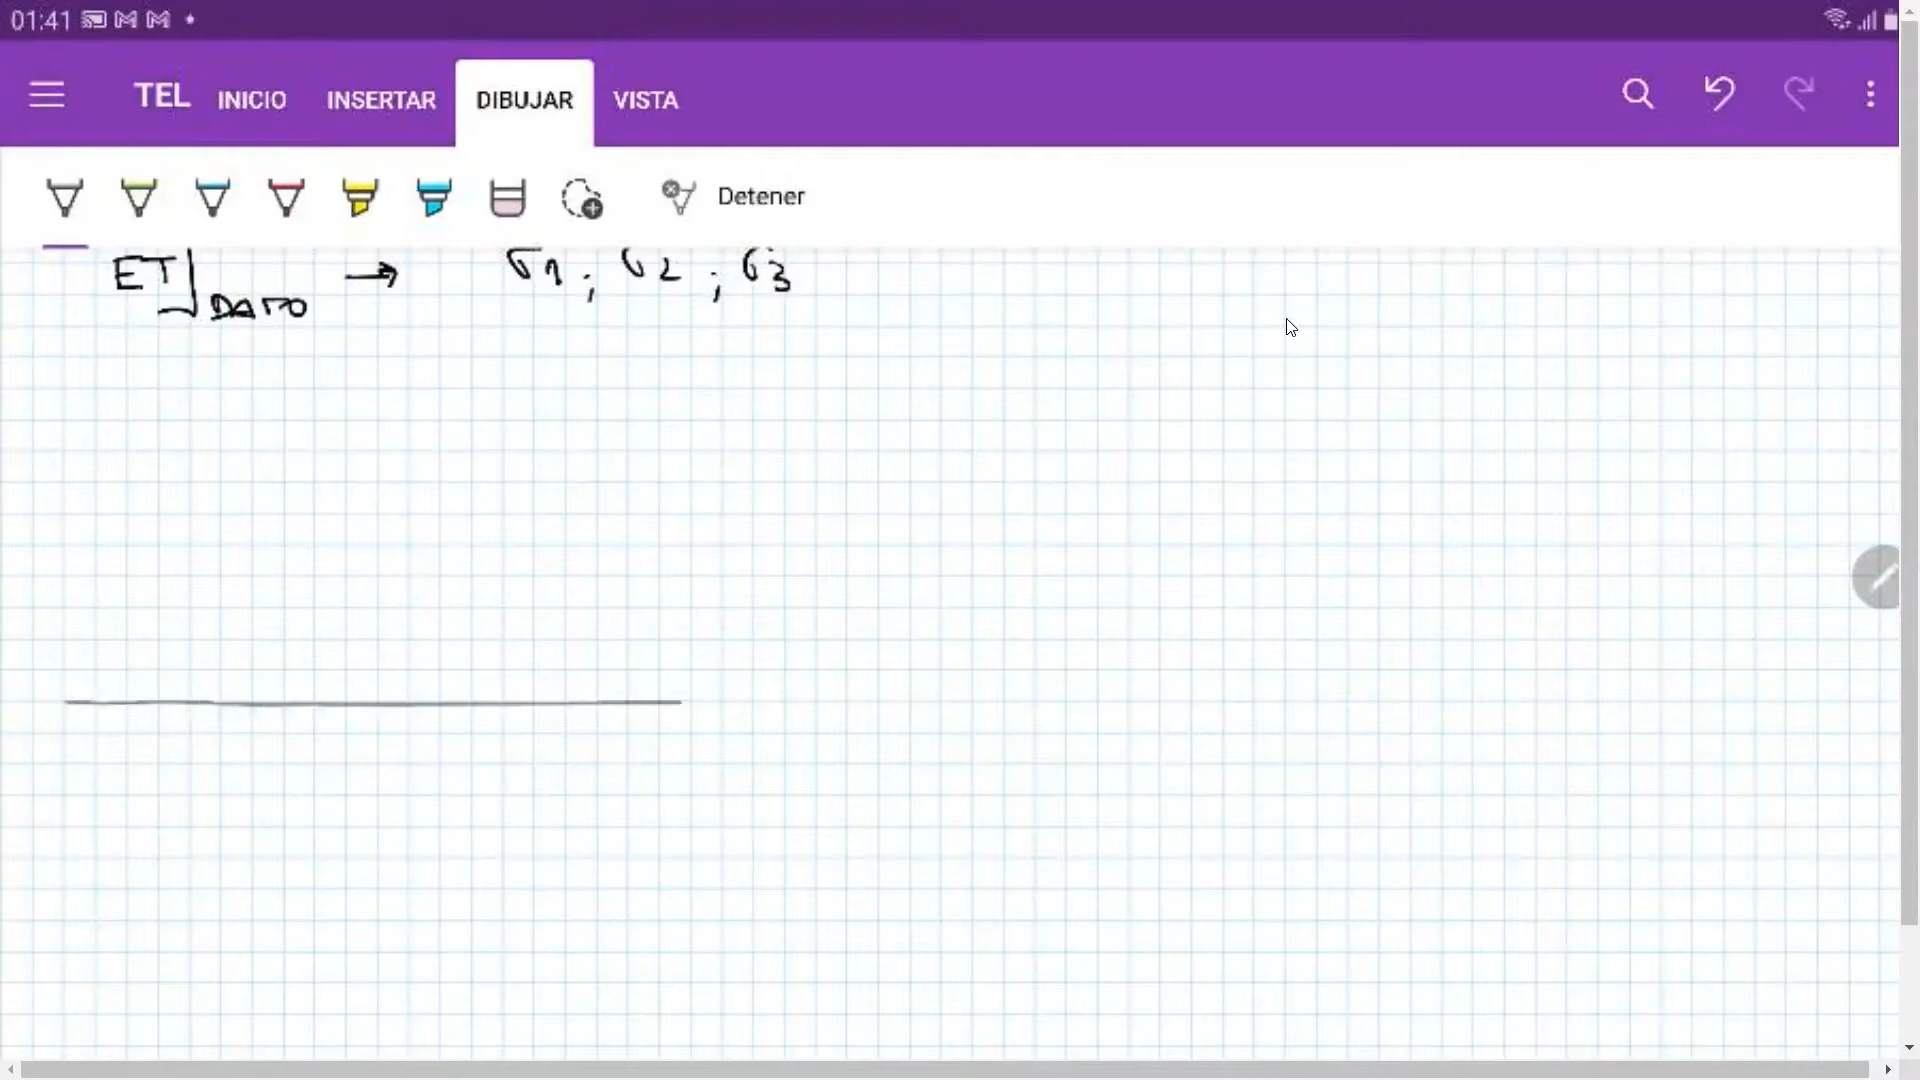 01:41
TEL INICIO INSERTAR DIBUJAR VISTA
Detener
ET]DATO → σ1 ; σ2 ; σ3